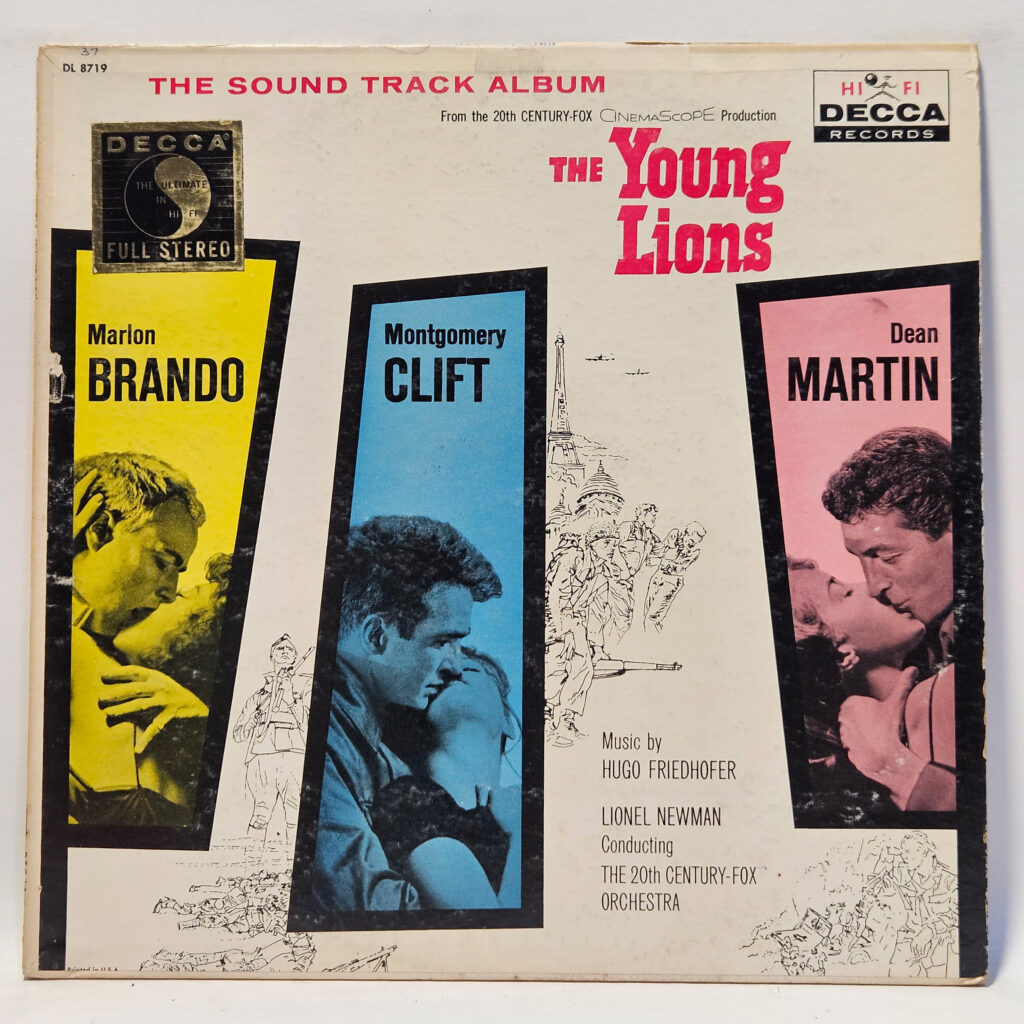 37
DL 8719
THE SOUND TRACK ALBUM
From the 20th CENTURY-FOX CINEMASCOPE Production
THE Young
Lions
HI FI
DECCA
RECORDS
DECCA®
THE ULTIMATE
IN
HI FI
FULL STEREO
Marlon
BRANDO
Montgomery
CLIFT
Dean
MARTIN
Music by
HUGO FRIEDHOFER
LIONEL NEWMAN
Conducting
THE 20th CENTURY-FOX
ORCHESTRA
Printed in U.S.A.